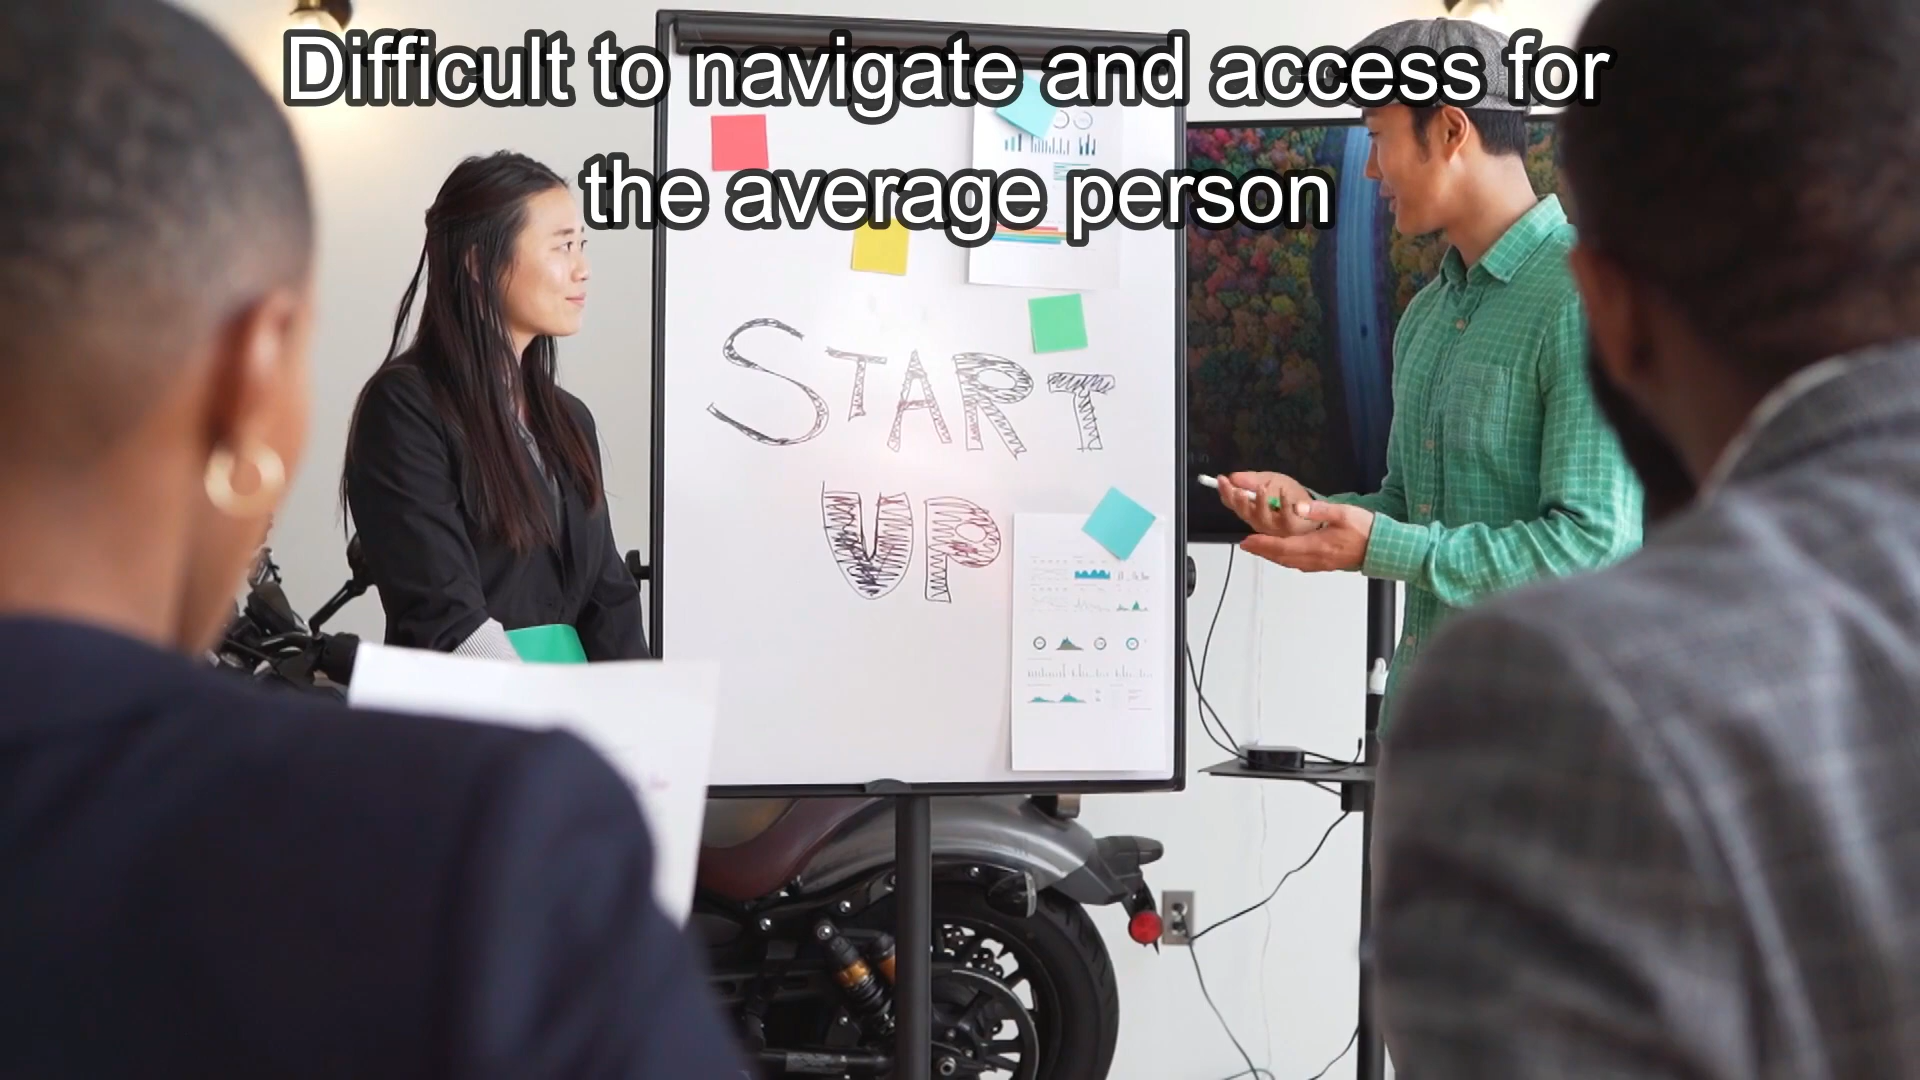 Difficult to navigate and access for
the average person
START
UP